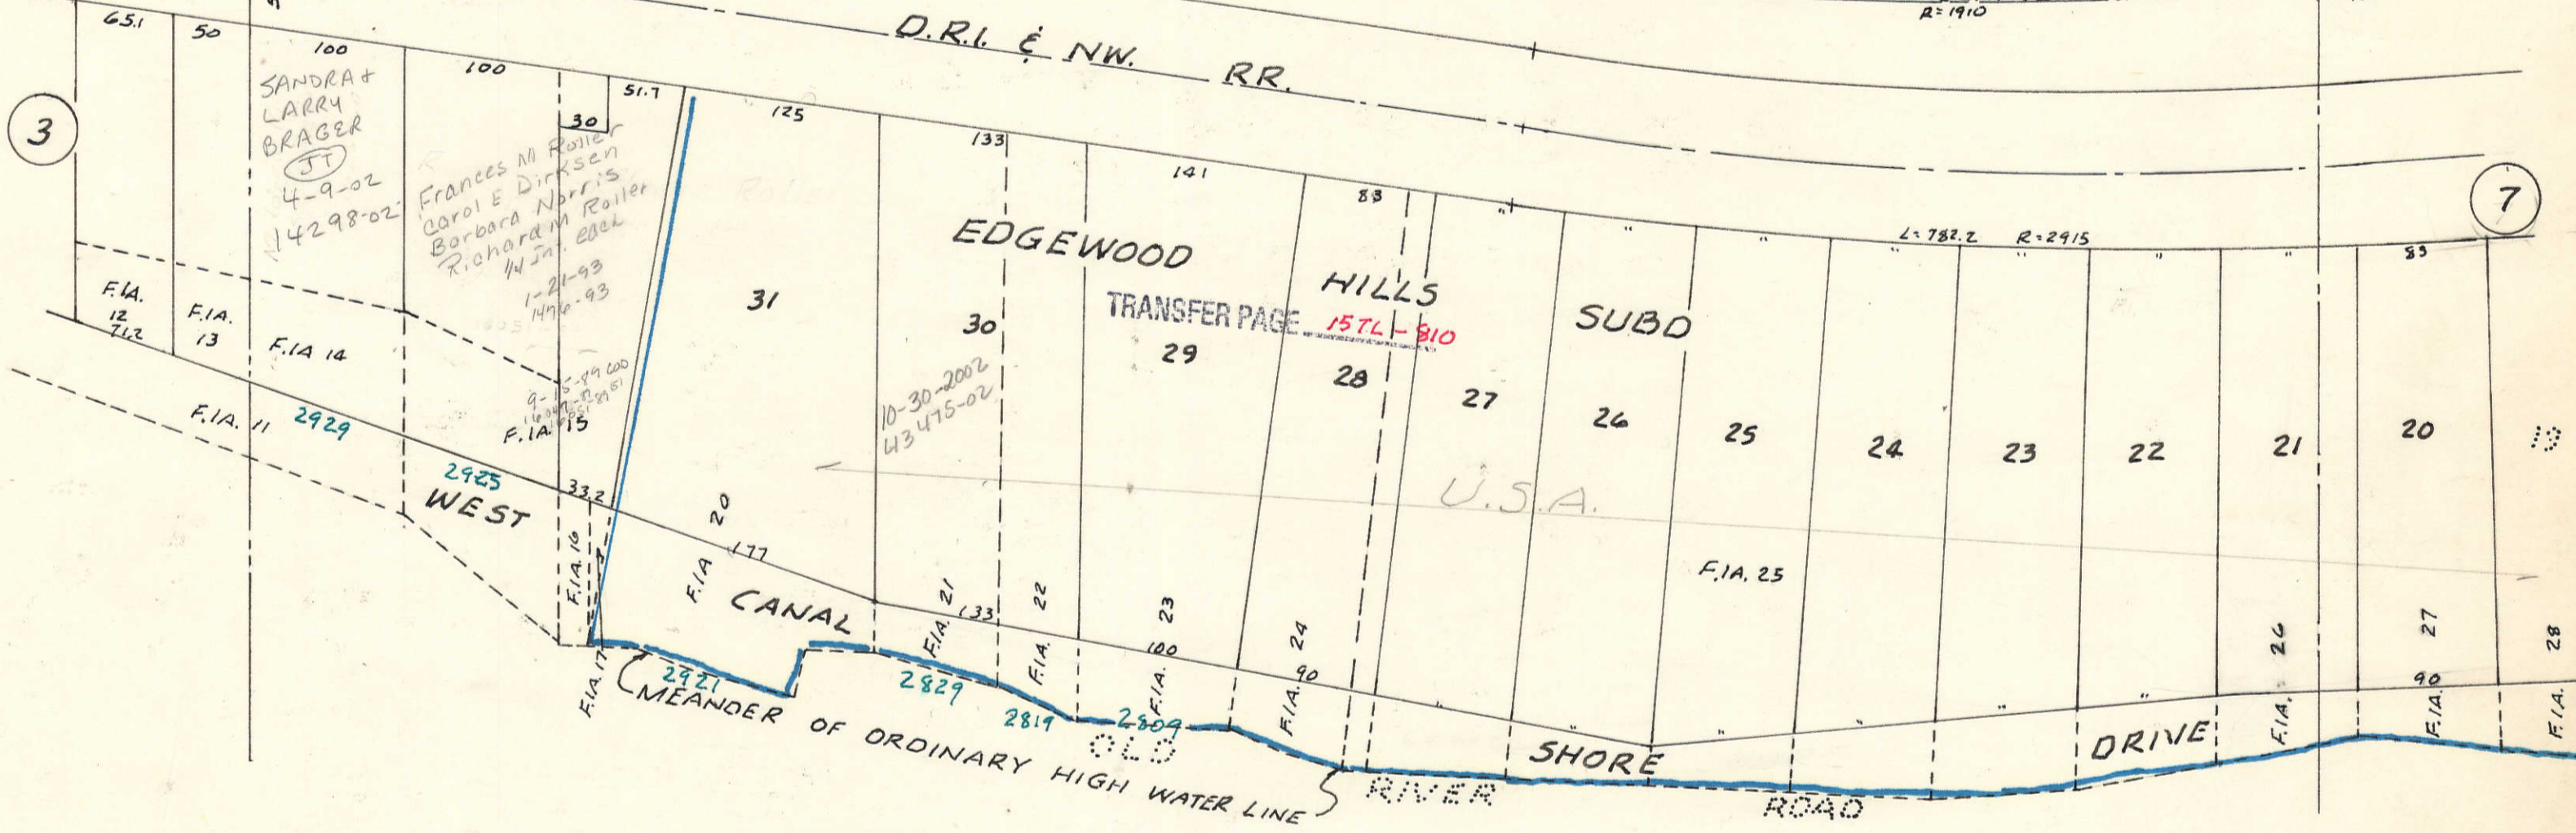 R=1910
D.R.I. & NW. RR.
65.1
50
100
100
51.7
30
125
133
141
83
"
"
"
"
"
"
"
L=782.2 R=2915
83
3
7
SANDRA &
LARRY
BRAGER
JT
4-9-02
14298-02
Frances M Roller
Carol E Dirksen
Barbara Norris
Richard M Roller
1/4 int. each
1-21-93
1476-93
EDGEWOOD HILLS SUBD
TRANSFER PAGE 15TL-810
31
30
29
28
27
26
25
24
23
22
21
20
19
10-30-2002
43475-02
U.S.A.
F.I.A.
12
71.2
F.I.A.
13
F.I.A 14
F.I.A. 11
2929
F.I.A. 15
2925
33.2
F.I.A. 16
F.I.A. 17
F.I.A 20
177
F.I.A. 21
133
F.I.A. 22
F.I.A. 23
100
F.I.A. 24
90
F.I.A. 25
"
"
"
"
"
"
F.I.A. 26
90
F.I.A. 27
F.I.A. 28
WEST CANAL SHORE DRIVE
2921
2829
2819
2809
MEANDER OF ORDINARY HIGH WATER LINE
OLD RIVER ROAD